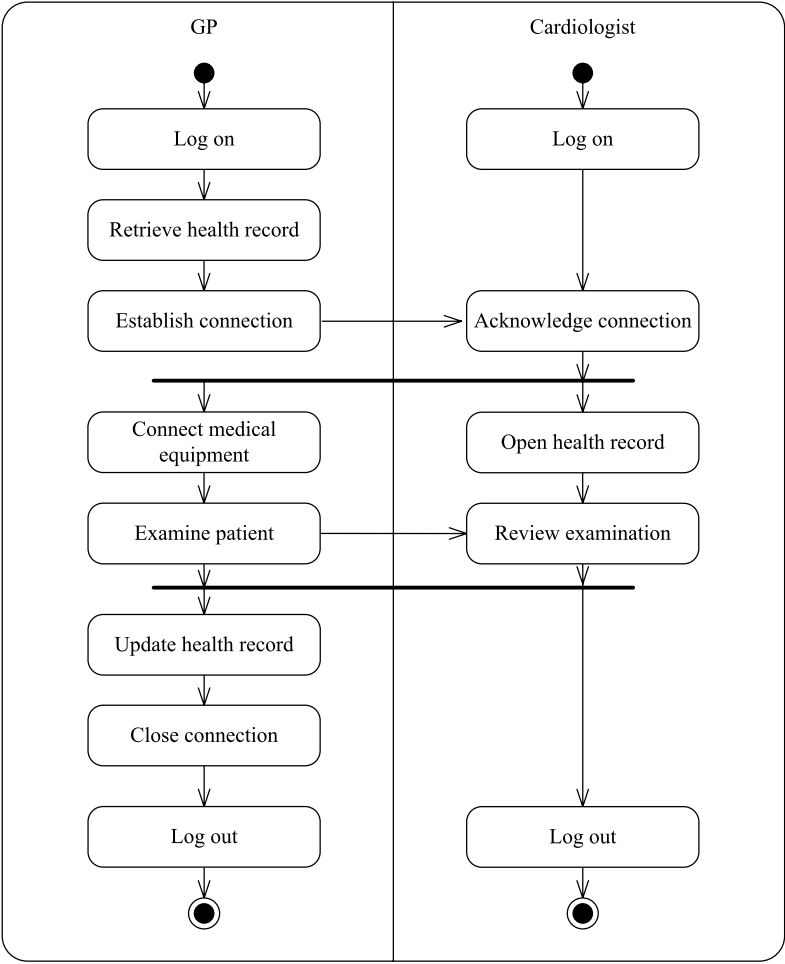 GP
Cardiologist
Log on
Log on
Retrieve health record
Establish connection
Acknowledge connection
Connect medical
equipment
Open health record
Examine patient
Review examination
Update health record
Close connection
Log out
Log out